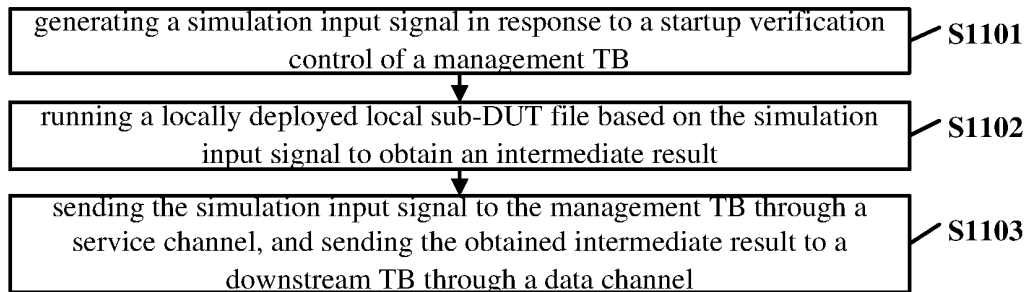 generating a simulation input signal in response to a startup verification
control of a management TB
S1101
running a locally deployed local sub-DUT file based on the simulation
input signal to obtain an intermediate result
S1102
sending the simulation input signal to the management TB through a
service channel, and sending the obtained intermediate result to a
downstream TB through a data channel
S1103